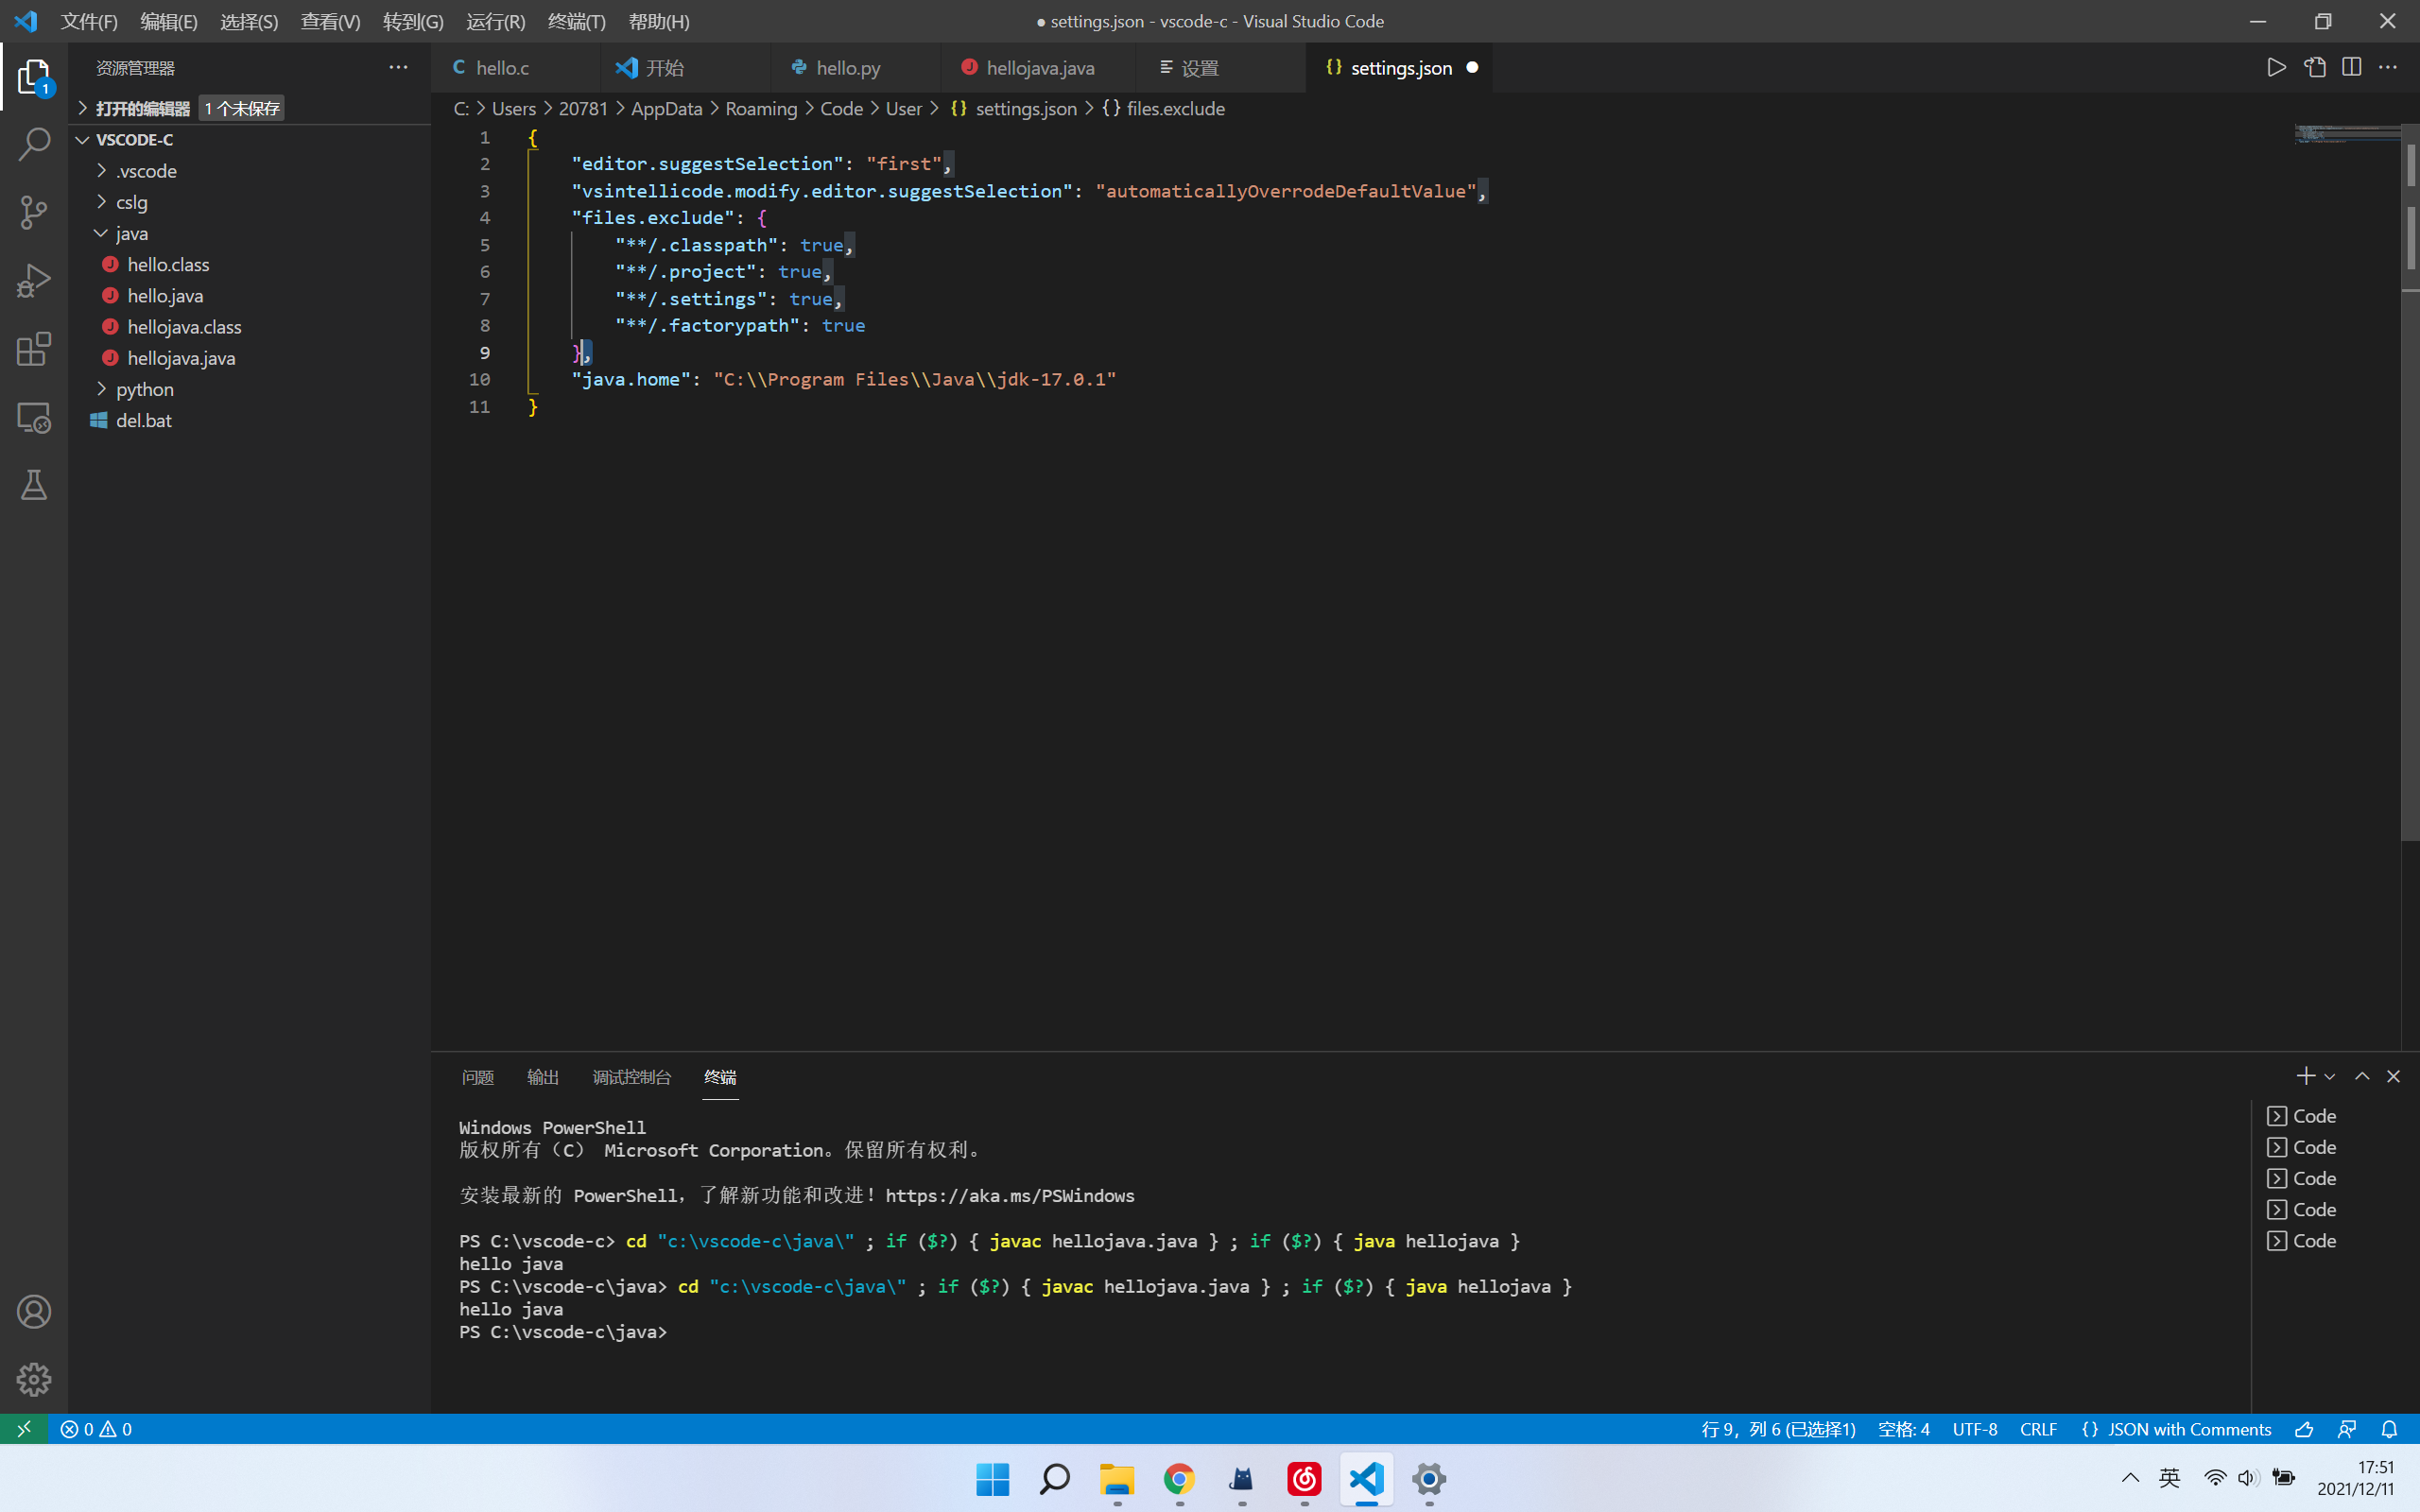 文件(F) 编辑(E) 选择(S) 查看(V) 转到(G) 运行(R) 终端(T) 帮助(H)
● settings.json - vscode-c - Visual Studio Code
资源管理器
1
打开的编辑器 1 个未保存
VSCODE-C
.vscode
cslg
java
J hello.class
J hello.java
J hellojava.class
J hellojava.java
python
del.bat
C hello.c
开始
hello.py
J hellojava.java
设置
{} settings.json ●
C: > Users > 20781 > AppData > Roaming > Code > User > {} settings.json > {} files.exclude
1 {
2 "editor.suggestSelection": "first",
3 "vsintellicode.modify.editor.suggestSelection": "automaticallyOverrodeDefaultValue",
4 "files.exclude": {
5 "**/.classpath": true,
6 "**/.project": true,
7 "**/.settings": true,
8 "**/.factorypath": true
9 },
10 "java.home": "C:\\Program Files\\Java\\jdk-17.0.1"
11 }
问题 输出 调试控制台 终端
Windows PowerShell
版权所有（C） Microsoft Corporation。保留所有权利。
安装最新的 PowerShell，了解新功能和改进！https://aka.ms/PSWindows
PS C:\vscode-c> cd "c:\vscode-c\java\" ; if ($?) { javac hellojava.java } ; if ($?) { java hellojava }
hello java
PS C:\vscode-c\java> cd "c:\vscode-c\java\" ; if ($?) { javac hellojava.java } ; if ($?) { java hellojava }
hello java
PS C:\vscode-c\java>
Code
Code
Code
Code
Code
0 0
行 9，列 6 (已选择1) 空格: 4 UTF-8 CRLF {} JSON with Comments
英
17:51
2021/12/11